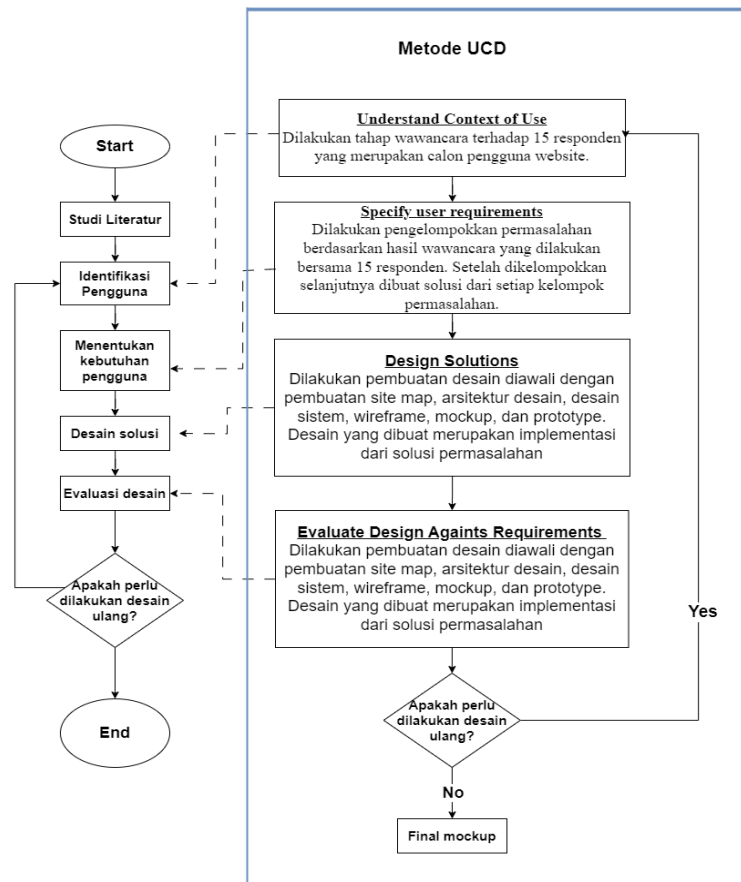 Metode UCD
Start
Studi Literatur
Identifikasi
Pengguna
Menentukan
kebutuhan
pengguna
Desain solusi
Evaluasi desain
Apakah perlu
dilakukan desain
ulang?
End
Understand Context of Use
Dilakukan tahap wawancara terhadap 15 responden
yang merupakan calon pengguna website.
Specify user requirements
Dilakukan pengelompokkan permasalahan
berdasarkan hasil wawancara yang dilakukan
bersama 15 responden. Setelah dikelompokkan
selanjutnya dibuat solusi dari setiap kelompok
permasalahan.
Design Solutions
Dilakukan pembuatan desain diawali dengan
pembuatan site map, arsitektur desain, desain
sistem, wireframe, mockup, dan prototype.
Desain yang dibuat merupakan implementasi
dari solusi permasalahan
Evaluate Design Againts Requirements
Dilakukan pembuatan desain diawali dengan
pembuatan site map, arsitektur desain, desain
sistem, wireframe, mockup, dan prototype.
Desain yang dibuat merupakan implementasi
dari solusi permasalahan
Yes
Apakah perlu
dilakukan desain
ulang?
No
Final mockup